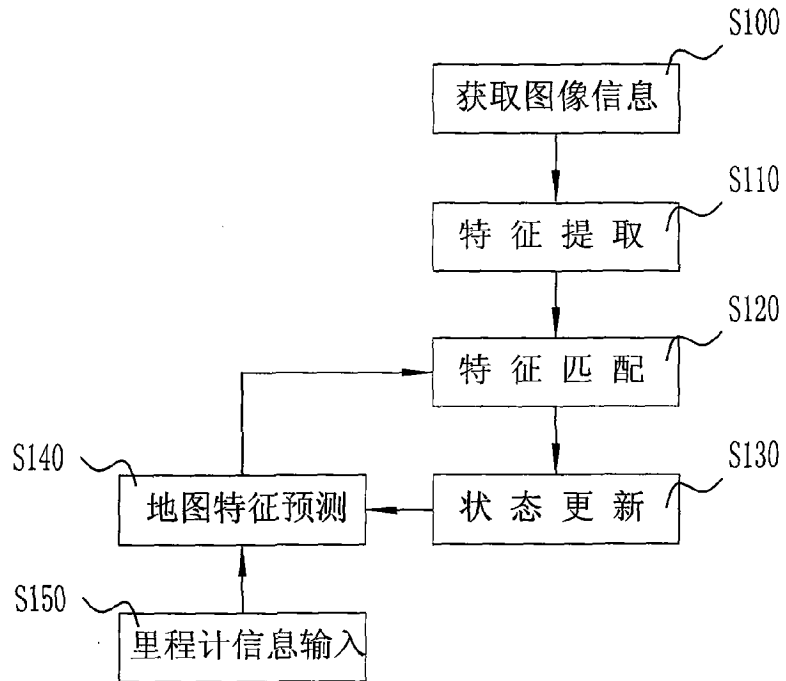 S100
获取图像信息
S110
特征提取
S120
特征匹配
S130
状态更新
S140
地图特征预测
S150
里程计信息输入